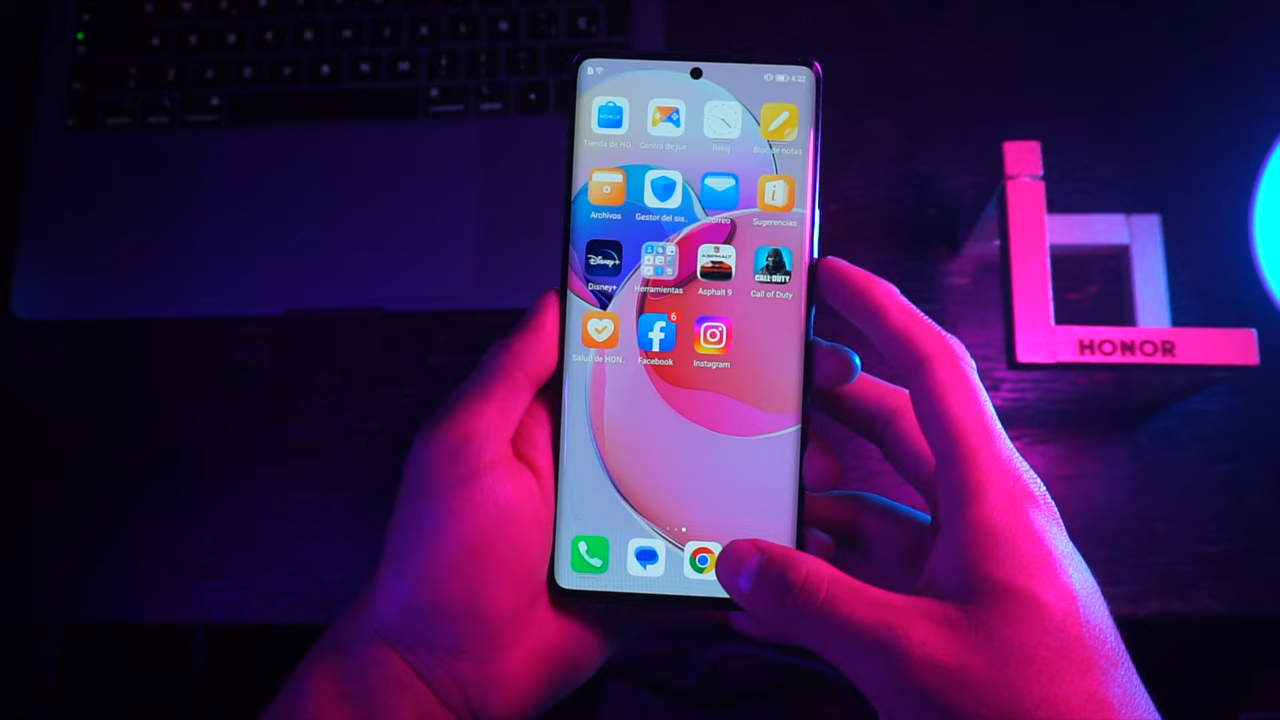 4:22
HONOR
Tienda de HO..
Centro de jue..
Reloj
Bloc de notas
Archivos
Gestor del sis..
Correo
Sugerencias
Disney+
ASPHALT
CALL OF DUTY
Disney+
Herramientas
Asphalt 9
Call of Duty
6
Salud de HON..
Facebook
Instagram
HONOR